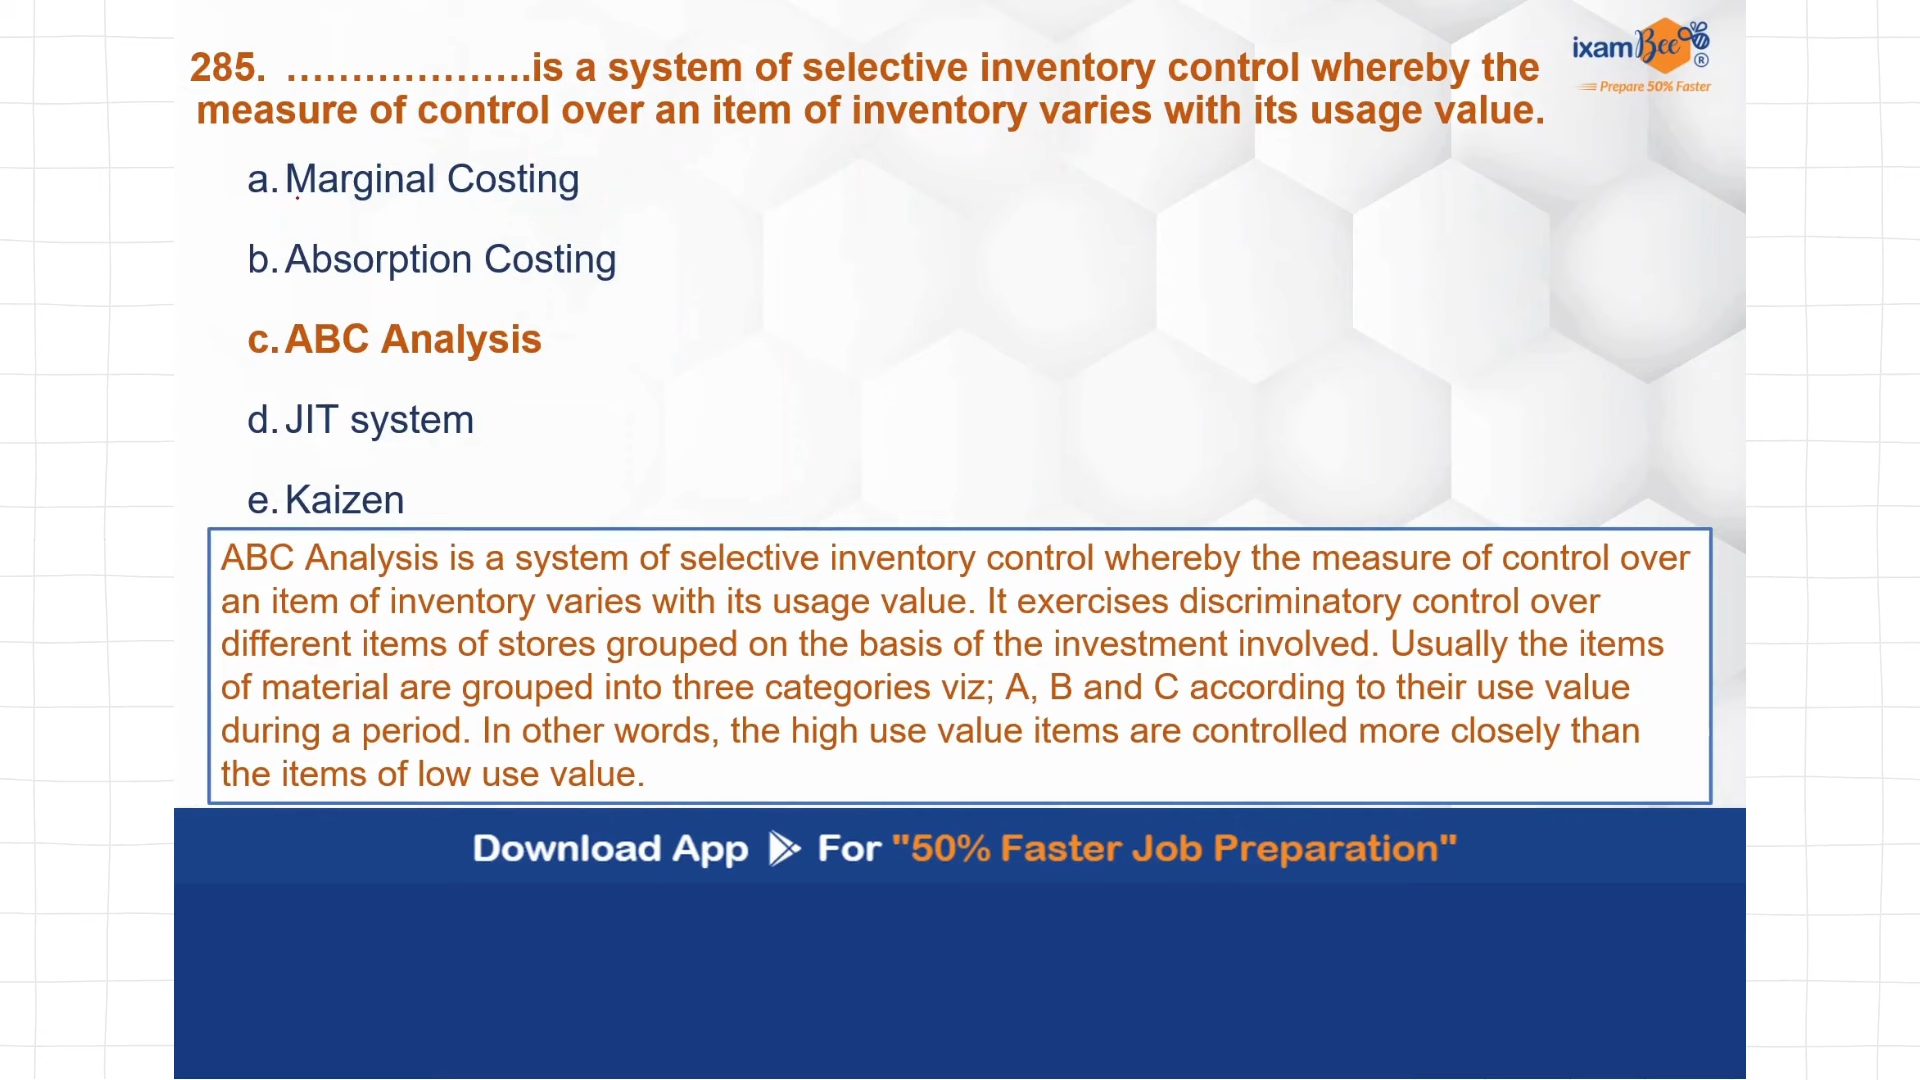 285. ……………….is a system of selective inventory control whereby the
measure of control over an item of inventory varies with its usage value.
ixamBee
®
Prepare 50% Faster
a. Marginal Costing
b. Absorption Costing
c. ABC Analysis
d. JIT system
e. Kaizen
ABC Analysis is a system of selective inventory control whereby the measure of control over
an item of inventory varies with its usage value. It exercises discriminatory control over
different items of stores grouped on the basis of the investment involved. Usually the items
of material are grouped into three categories viz; A, B and C according to their use value
during a period. In other words, the high use value items are controlled more closely than
the items of low use value.
Download App For "50% Faster Job Preparation"